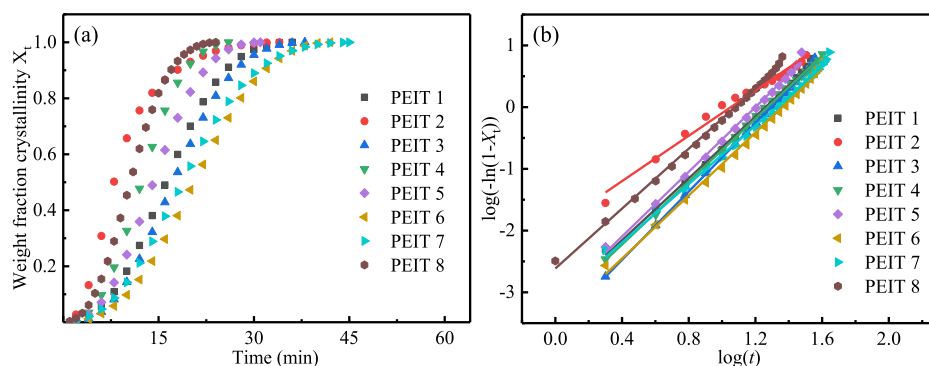 (a)
Weight fraction crystallinity Xt
1.0
0.8
0.6
0.4
0.2
15
30
45
60
Time (min)
PEIT 1
PEIT 2
PEIT 3
PEIT 4
PEIT 5
PEIT 6
PEIT 7
PEIT 8
(b)
log(-ln(1-Xt))
1
0
-1
-2
-3
0.0
0.4
0.8
1.2
1.6
2.0
log(t)
PEIT 1
PEIT 2
PEIT 3
PEIT 4
PEIT 5
PEIT 6
PEIT 7
PEIT 8